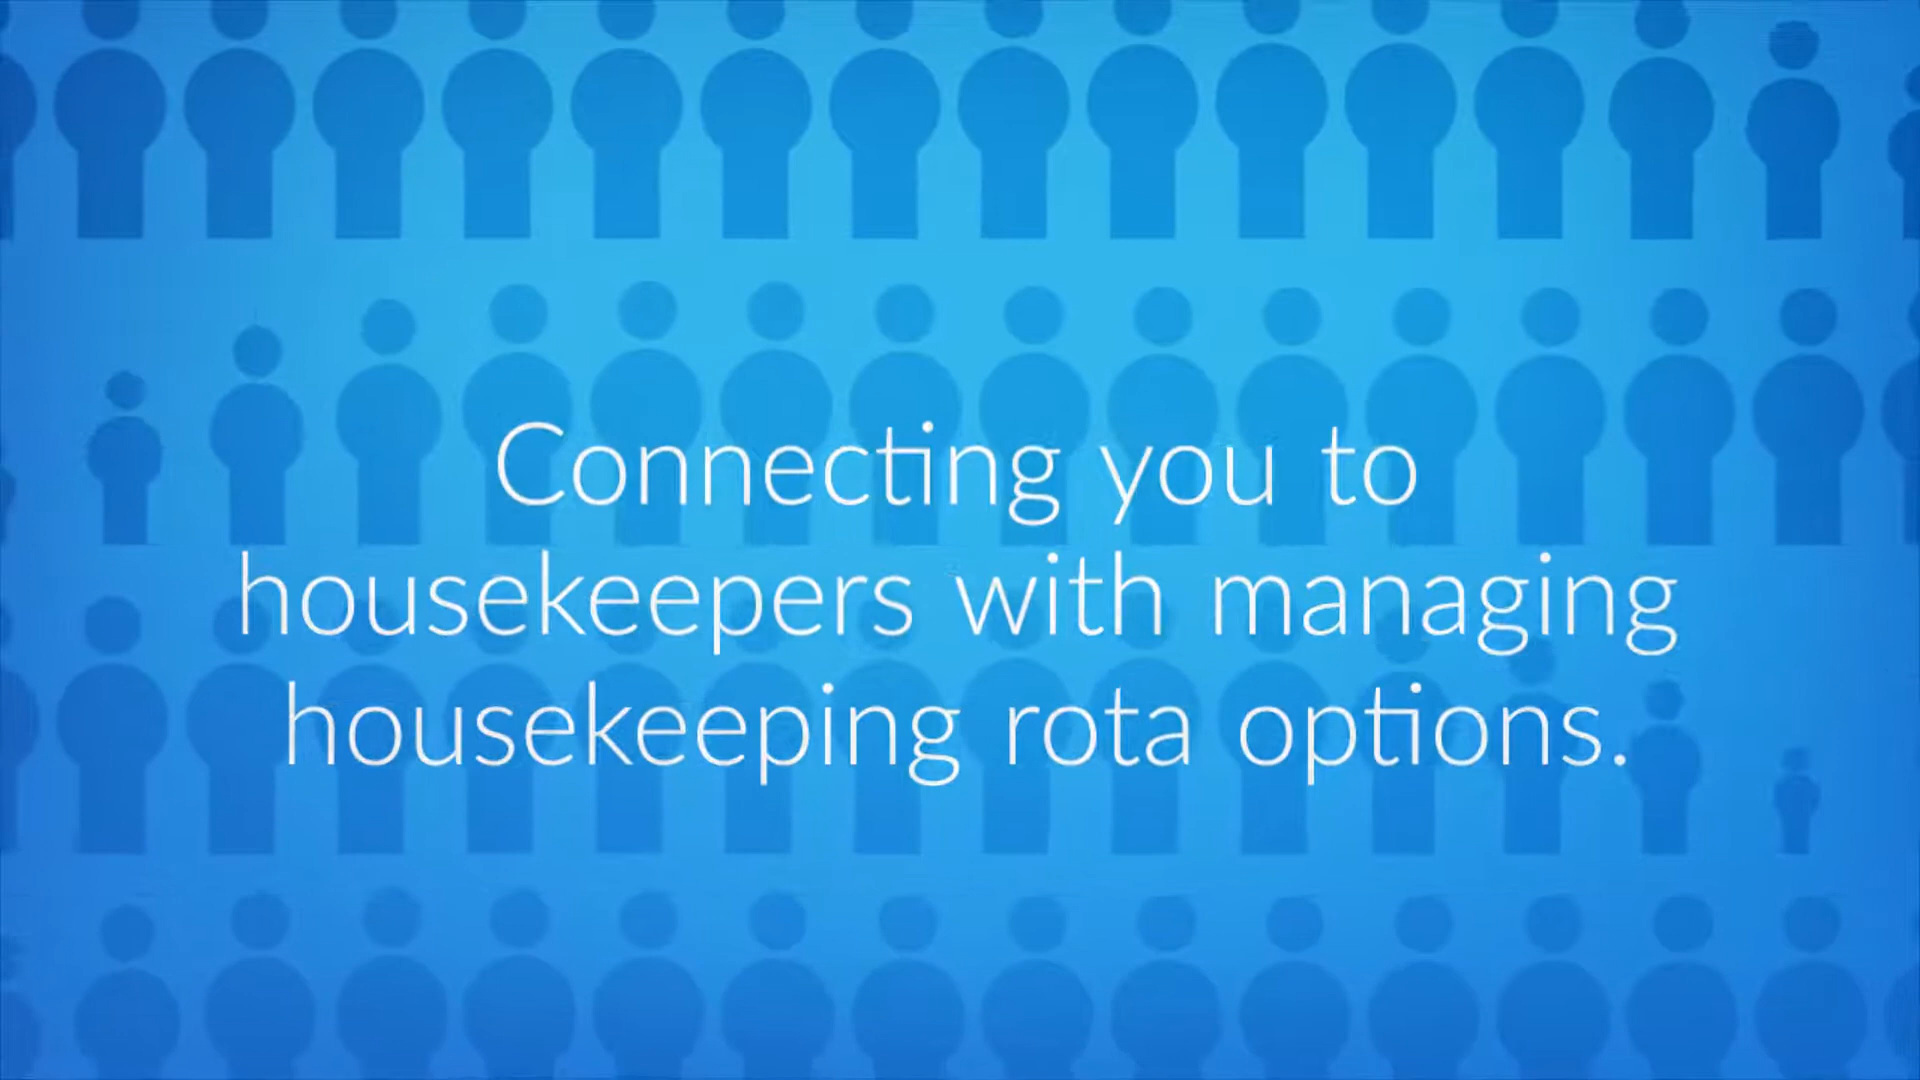 Connecting you to
housekeepers with managing
housekeeping rota options.